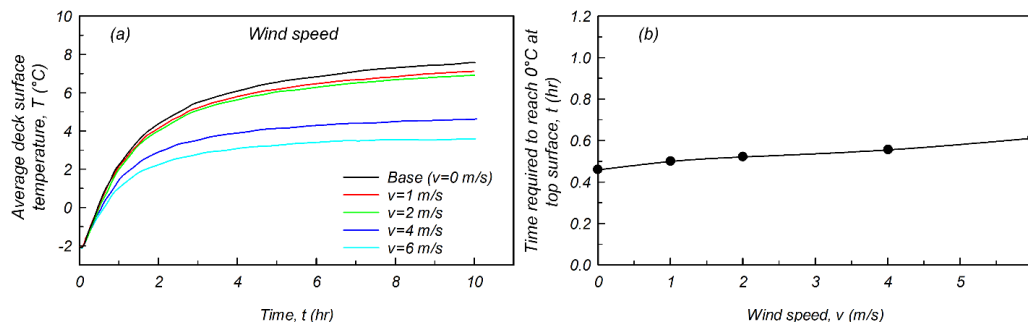 (a)
Wind speed
10
8
6
4
2
0
-2
Average deck surface
temperature, T (°C)
Base (v=0 m/s)
v=1 m/s
v=2 m/s
v=4 m/s
v=6 m/s
0 2 4 6 8 10
Time, t (hr)
(b)
1.2
1.0
0.8
0.6
0.4
0.2
0.0
Time required to reach 0°C at
top surface, t (hr)
0 1 2 3 4 5
Wind speed, v (m/s)